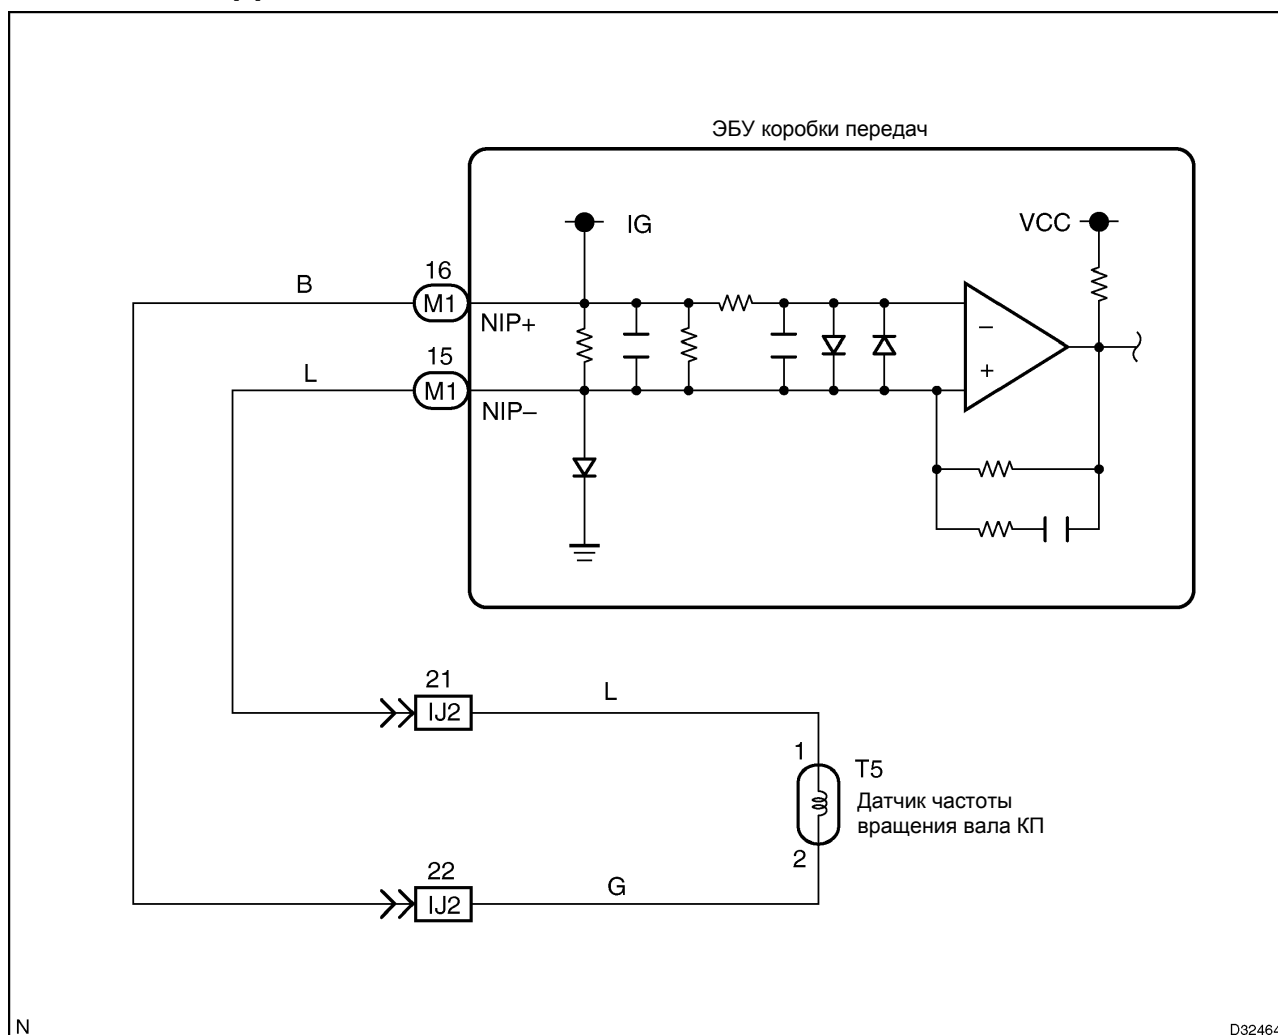 ЭБУ коробки передач
IG
VCC
16
B
M1
NIP+
–
15
+
L
M1
NIP–
21
L
IJ2
1
T5
Датчик частоты
вращения вала КП
2
22
G
IJ2
N
D32464